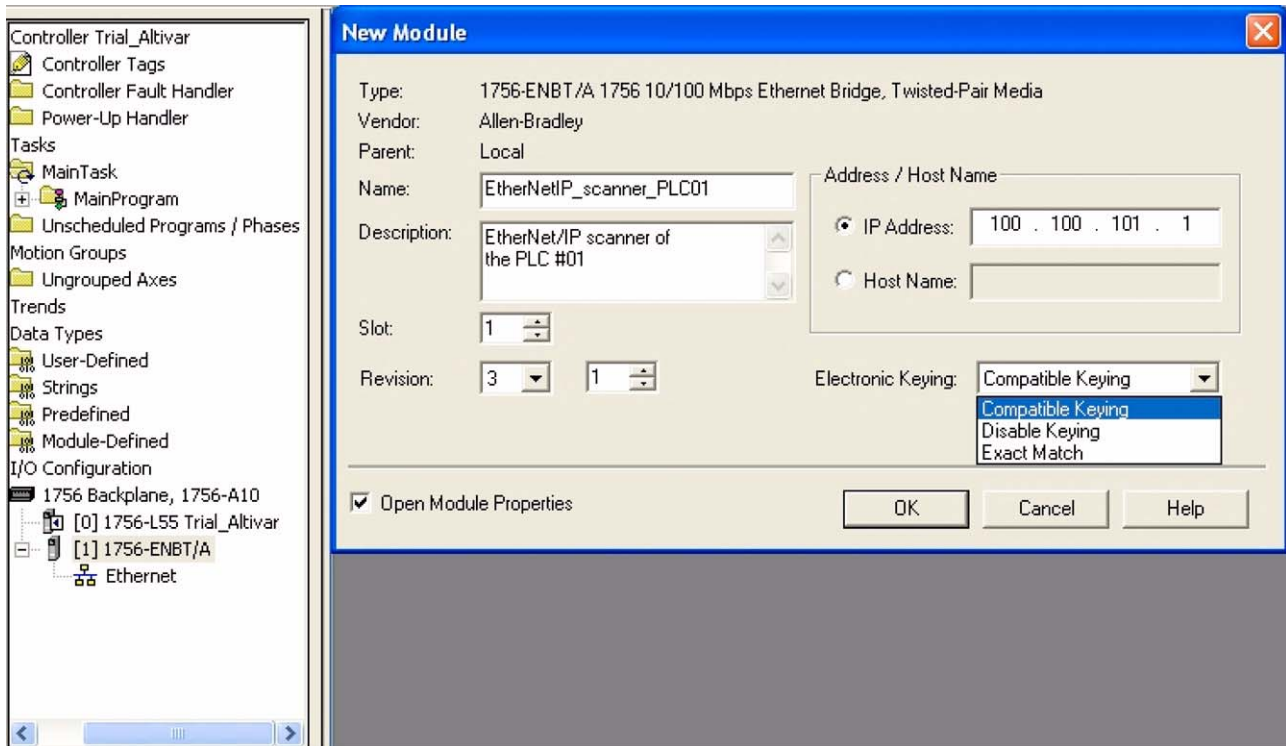 Controller Trial_Altivar
Controller Tags
Controller Fault Handler
Power-Up Handler
Tasks
MainTask
MainProgram
Unscheduled Programs / Phases
Motion Groups
Ungrouped Axes
Trends
Data Types
User-Defined
Strings
Predefined
Module-Defined
I/O Configuration
1756 Backplane, 1756-A10
[0] 1756-L55 Trial_Altivar
[1] 1756-ENBT/A
Ethernet
New Module
Type: 1756-ENBT/A 1756 10/100 Mbps Ethernet Bridge, Twisted-Pair Media
Vendor: Allen-Bradley
Parent: Local
Name: EtherNetIP_scanner_PLC01
Description: EtherNet/IP scanner of
the PLC #01
Address / Host Name
IP Address: 100 . 100 . 101 . 1
Host Name:
Slot: 1
Revision: 3 1
Electronic Keying: Compatible Keying
Compatible Keying
Disable Keying
Exact Match
Open Module Properties
OK Cancel Help